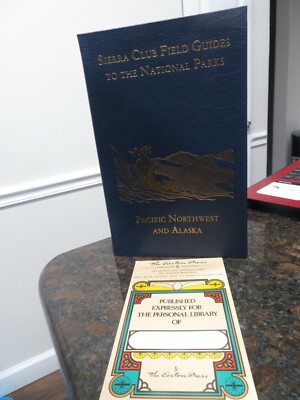 SIERRA CLUB FIELD GUIDES
TO THE NATIONAL PARKS
PACIFIC NORTHWEST
AND ALASKA
The Easton Press
PUBLISHED
EXPRESSLY FOR
THE PERSONAL LIBRARY
OF
The Easton Press